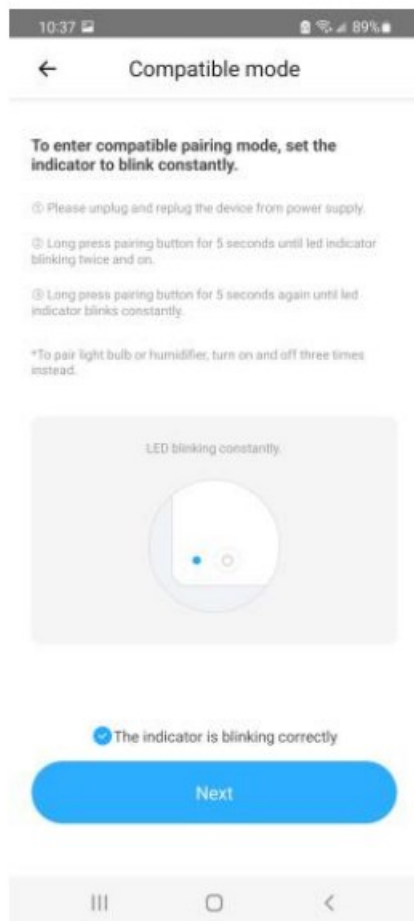 10:37 89%
Compatible mode
To enter compatible pairing mode, set the
indicator to blink constantly.
① Please unplug and replug the device from power supply.
② Long press pairing button for 5 seconds until led indicator
blinking twice and on.
③ Long press pairing button for 5 seconds again until led
indicator blinks constantly.
*To pair light bulb or humidifier, turn on and off three times
instead.
LED blinking constantly.
The indicator is blinking correctly
Next